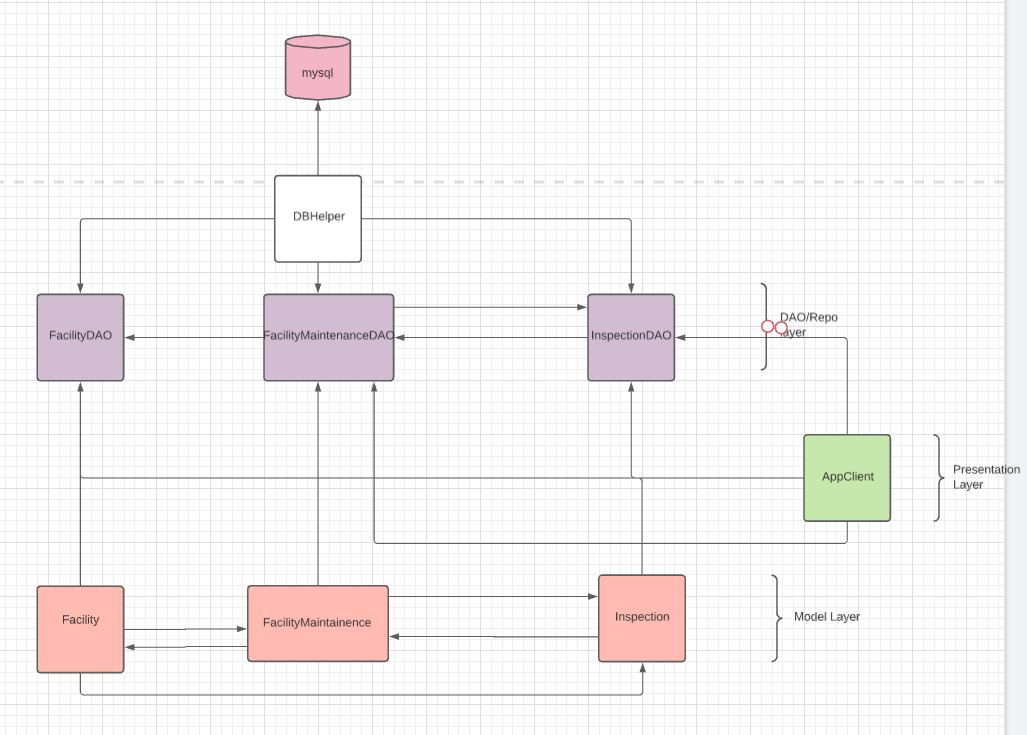 mysql
DBHelper
FacilityDAO
FacilityMaintenanceDAO
InspectionDAO
DAO/Repo
layer
AppClient
Presentation
Layer
Facility
FacilityMaintainence
Inspection
Model Layer